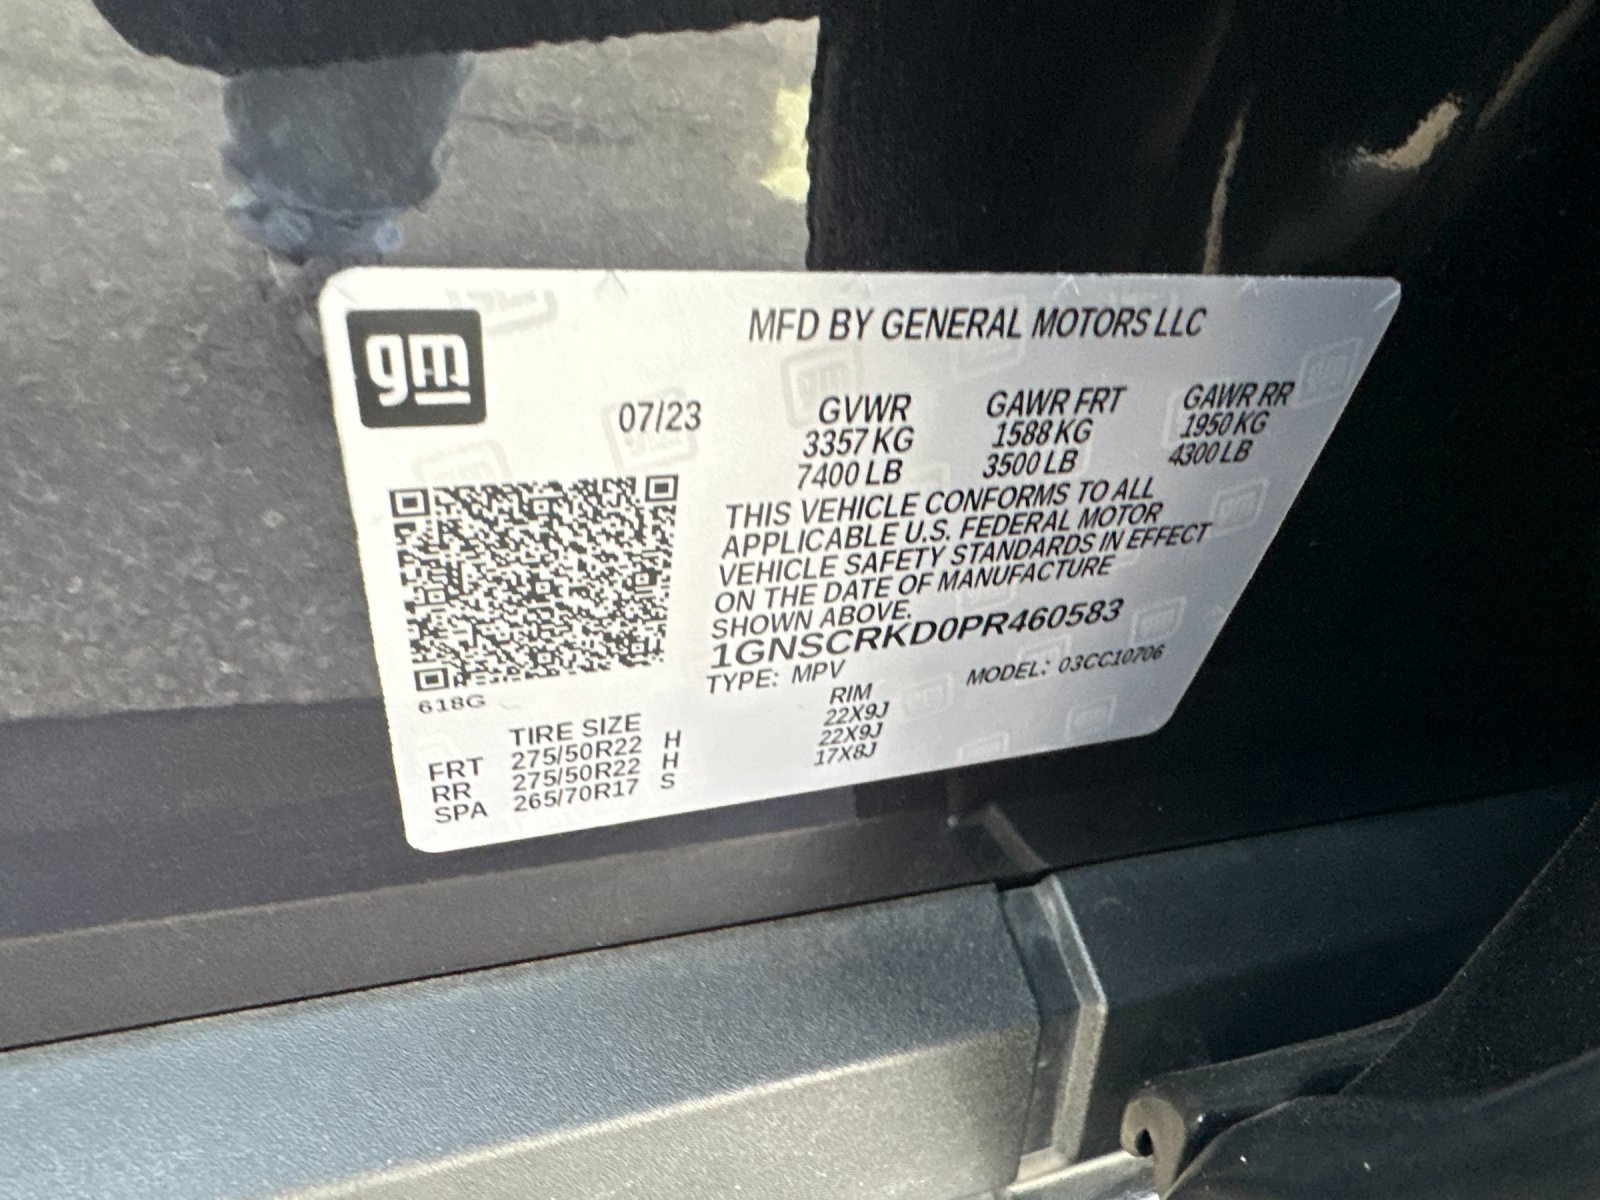 gm
MFD BY GENERAL MOTORS LLC
07/23 GVWR GAWR FRT GAWR RR
3357 KG 1588 KG 1950 KG
7400 LB 3500 LB 4300 LB
THIS VEHICLE CONFORMS TO ALL
APPLICABLE U.S. FEDERAL MOTOR
VEHICLE SAFETY STANDARDS IN EFFECT
ON THE DATE OF MANUFACTURE
SHOWN ABOVE.
1GNSCRKD0PR460583
TYPE: MPV MODEL: 03CC10706
618G
TIRE SIZE RIM
FRT 275/50R22 H 22X9J
RR 275/50R22 H 22X9J
SPA 265/70R17 S 17X8J